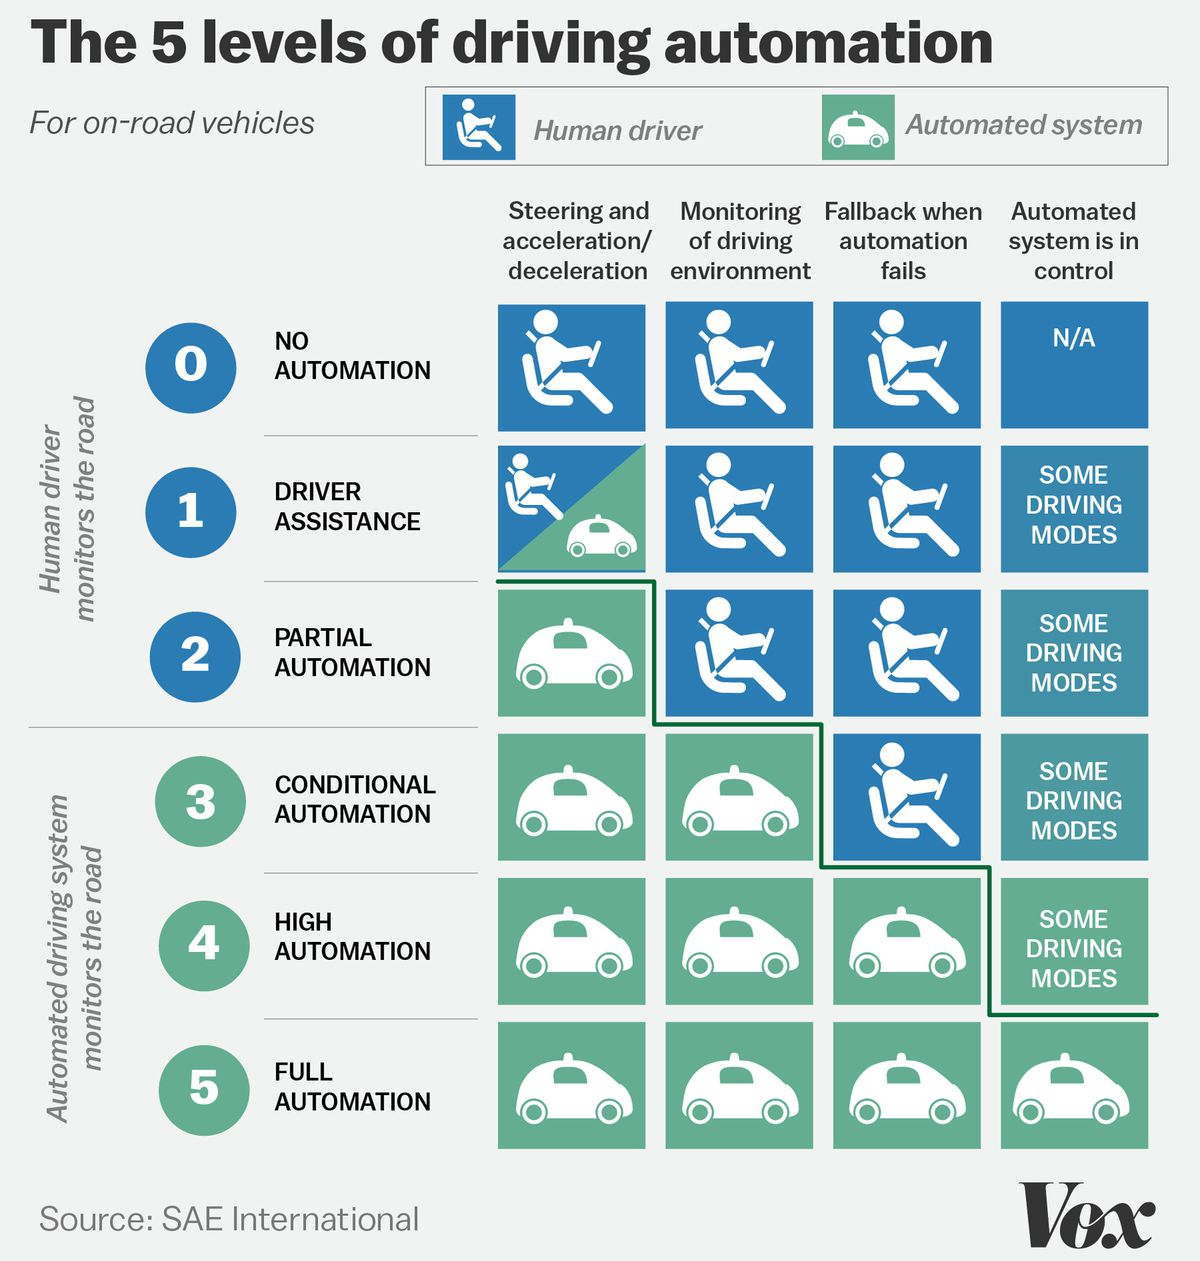 The 5 levels of driving automation
For on-road vehicles
Human driver
Automated system
Steering and
acceleration/
deceleration
Monitoring
of driving
environment
Fallback when
automation
fails
Automated
system is in
control
Human driver
monitors the road
0
NO
AUTOMATION
N/A
1
DRIVER
ASSISTANCE
SOME
DRIVING
MODES
2
PARTIAL
AUTOMATION
SOME
DRIVING
MODES
Automated driving system
monitors the road
3
CONDITIONAL
AUTOMATION
SOME
DRIVING
MODES
4
HIGH
AUTOMATION
SOME
DRIVING
MODES
5
FULL
AUTOMATION
Source: SAE International
Vox